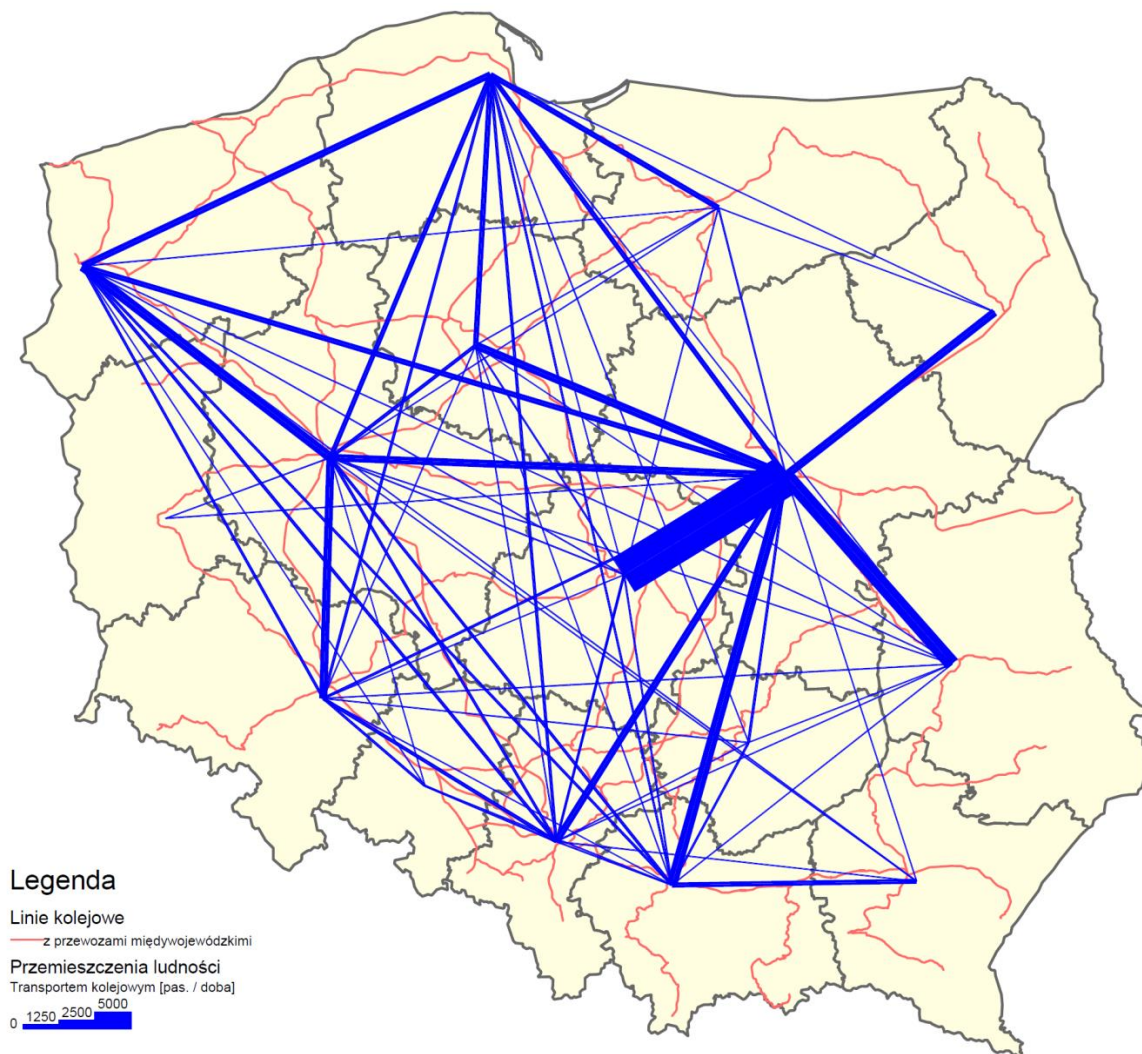 Legenda
Linie kolejowe
z przewozami międzywojewódzkimi
Przemieszczenia ludności
Transportem kolejowym [pas. / doba]
0 1250 2500 5000